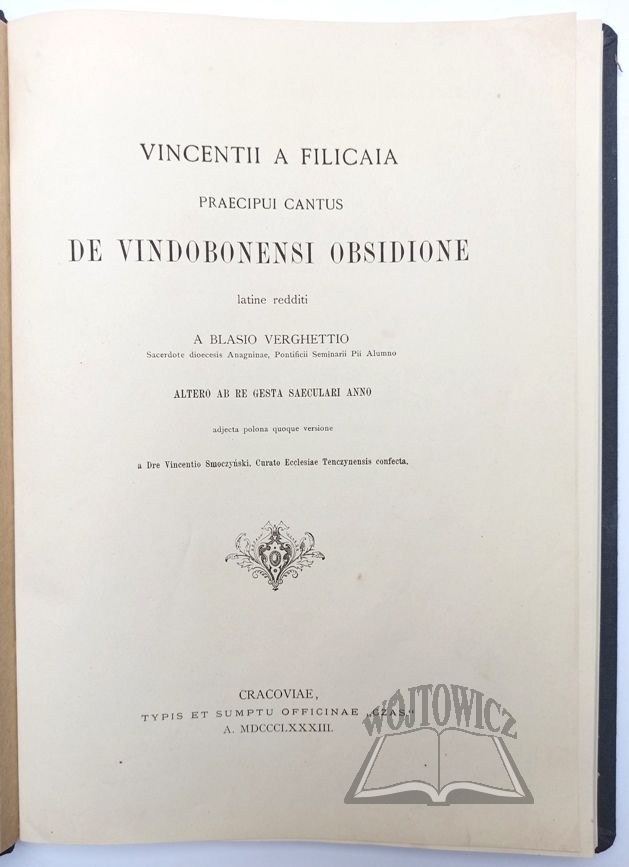 VINCENTII A FILICAIA
PRAECIPUI CANTUS
DE VINDOBONENSI OBSIDIONE
latine redditi
A BLASIO VERGHETTIO
Sacerdote dioecesis Anagninae, Pontificii Seminarii Pii Alumno
ALTERO AB RE GESTA SAECULARI ANNO
adjecta polona quoque versione
a Dre Vincentio Smoczyński, Curato Ecclesiae Tenczynensis confecta.
CRACOVIAE,
TYPIS ET SUMPTU OFFICINAE „CZAS.“
A. MDCCCLXXXIII.
WÓJTOWICZ